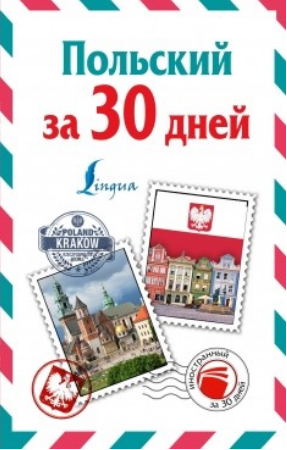 Польский
за 30 дней
Lingua
POLAND
KRAKÓW
иностранный
за 30 дней